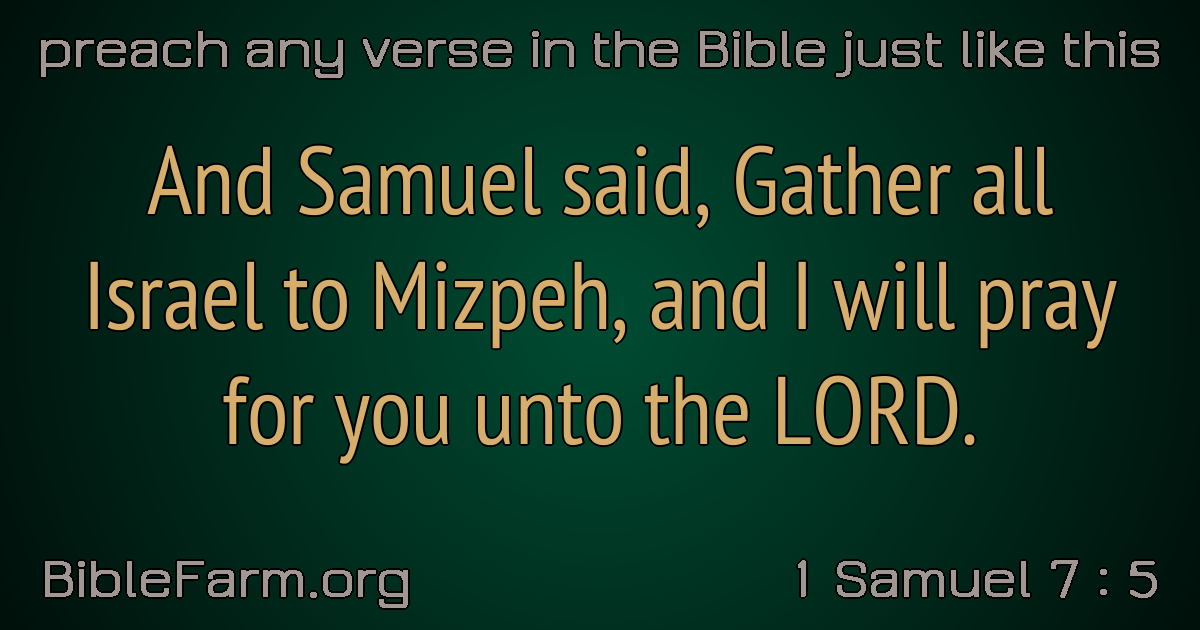 preach any verse in the Bible just like this
And Samuel said, Gather all
Israel to Mizpeh, and I will pray
for you unto the LORD.
BibleFarm.org
1 Samuel 7 : 5